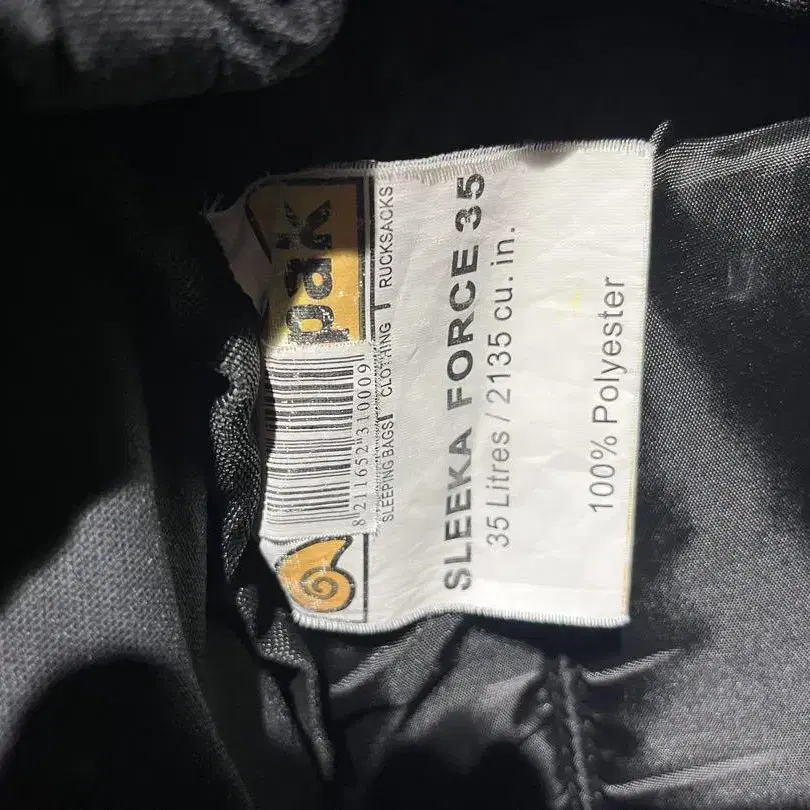 pak
8"211652"310009
SLEEPING BAGS CLOTHING RUCKSACKS
SLEEKA FORCE 35
35 Litres / 2135 cu. in.
100% Polyester